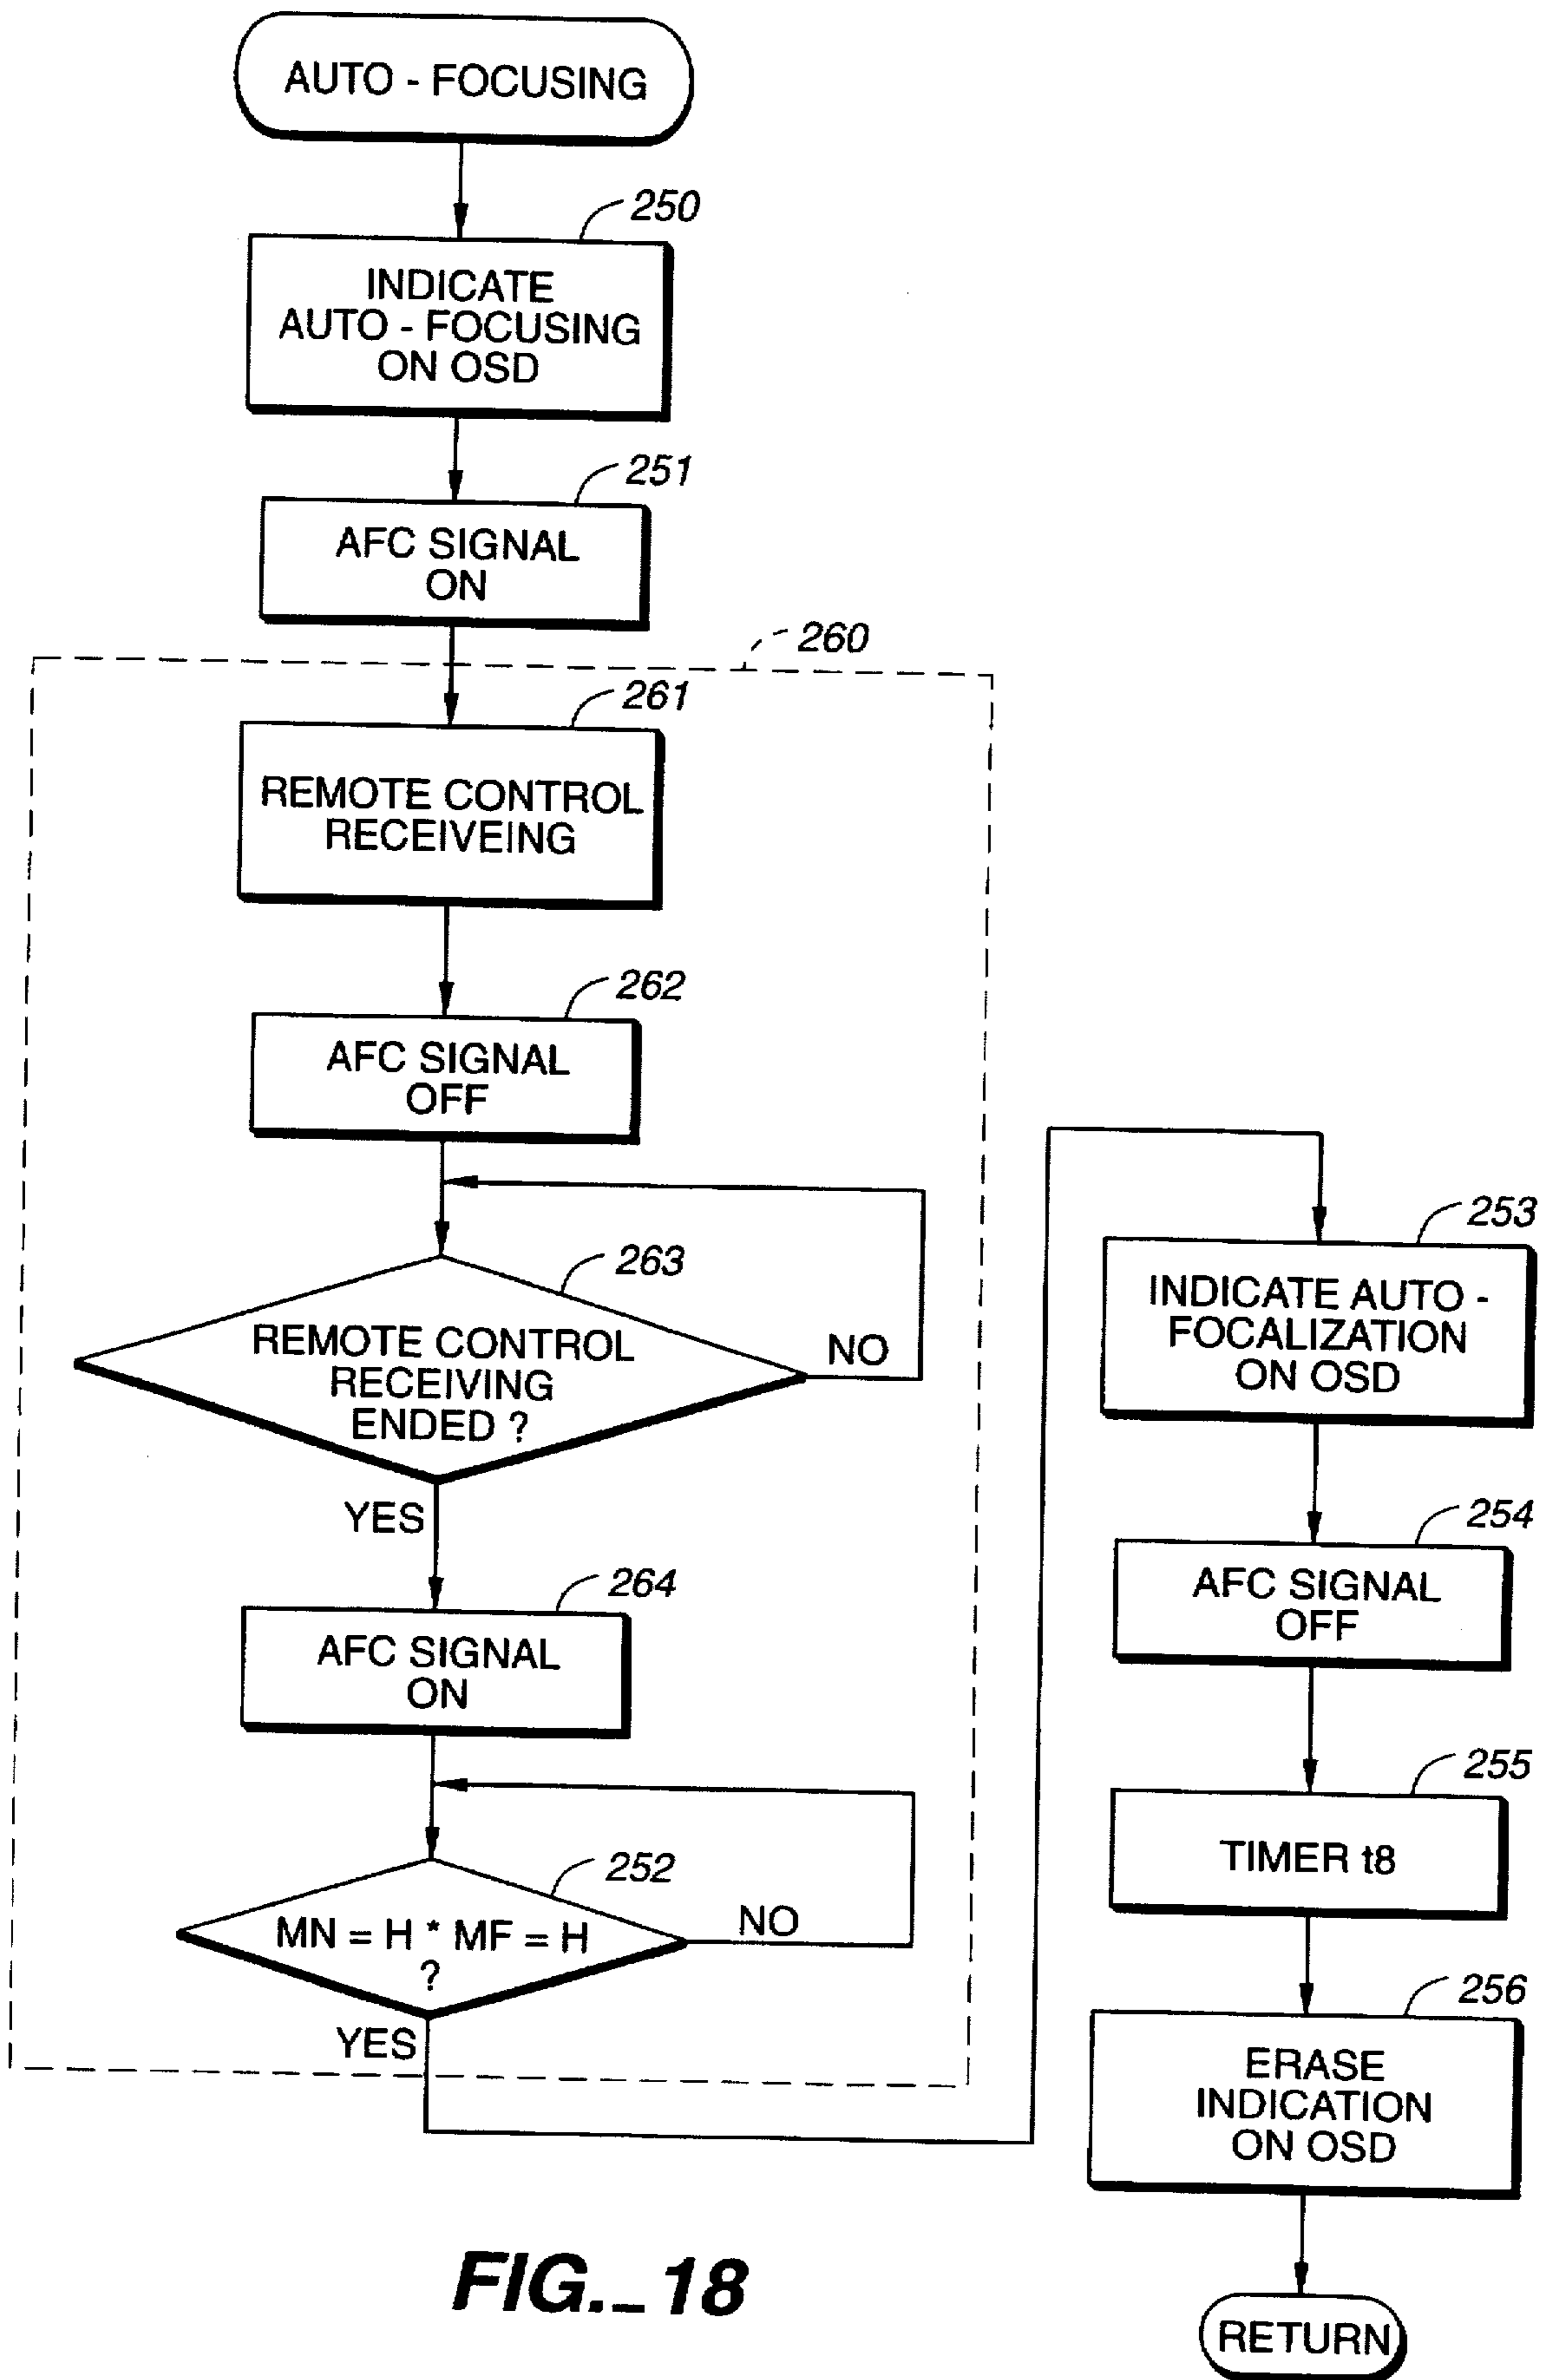 AUTO - FOCUSING
250
INDICATE
AUTO - FOCUSING
ON OSD
251
AFC SIGNAL
ON
260
261
REMOTE CONTROL
RECEIVEING
262
AFC SIGNAL
OFF
263
REMOTE CONTROL
RECEIVING
ENDED ?
NO
YES
264
AFC SIGNAL
ON
252
MN = H * MF = H
?
NO
YES
253
INDICATE AUTO -
FOCALIZATION
ON OSD
254
AFC SIGNAL
OFF
255
TIMER t8
256
ERASE
INDICATION
ON OSD
RETURN
FIG._ 18